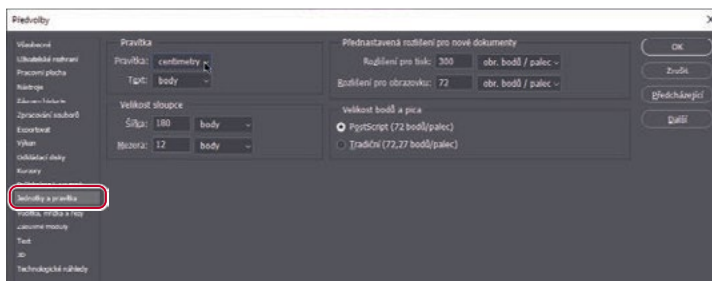 Předvolby
Všeobecné
Uživatelské rozhraní
Pracovní plocha
Nástroje
Záznam historie
Zpracování souborů
Exportovat
Výkon
Odkládací disky
Kurzory
Jednotky a pravítka
Vodítka, mřížka a řezy
Zásuvné moduly
Text
3D
Technologické náhledy
Pravítka
Pravítka: centimetry
Text: body
Velikost sloupce
Šířka: 180 body
Mezera: 12 body
Přednastavená rozlišení pro nové dokumenty
Rozlišení pro tisk: 300 obr. bodů / palec
Rozlišení pro obrazovku: 72 obr. bodů / palec
Velikost bodů a pica
PostScript (72 bodů/palec)
Tradiční (72,27 bodů/palec)
OK
Zrušit
Předcházející
Další